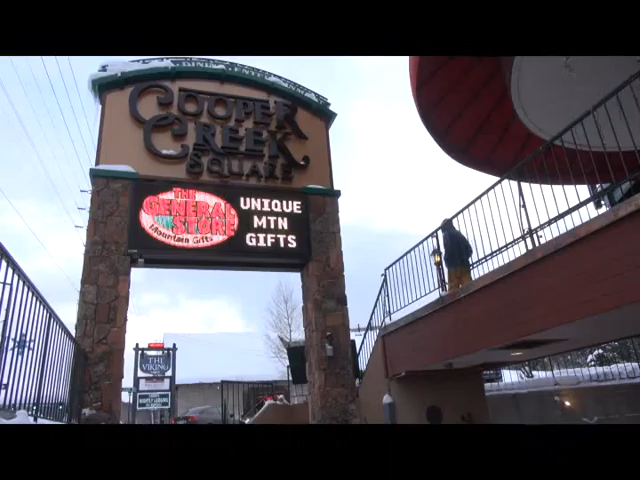 COOPER
CREEK
SQUARE
THE
GENERAL
STORE
Mountain Gifts
UNIQUE
MTN
GIFTS
THE
VIKING